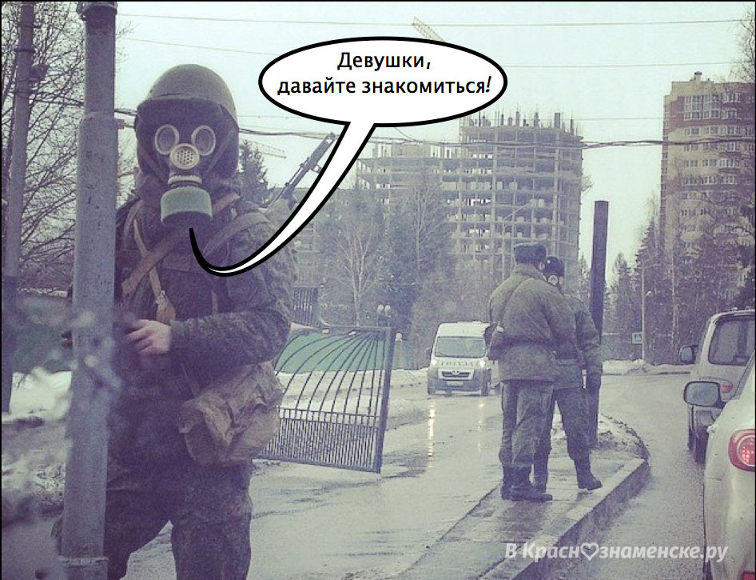 Девушки,
давайте знакомиться!
В Красн♡знаменске.ру